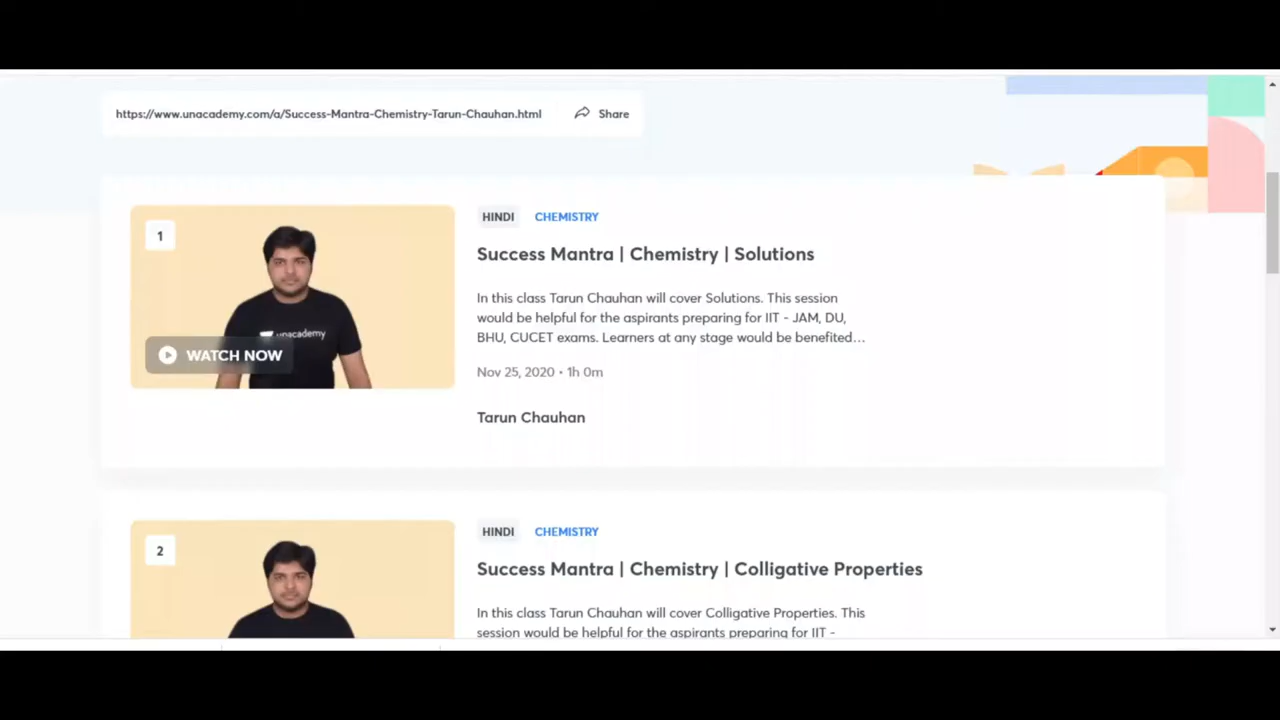 https://www.unacademy.com/a/Success-Mantra-Chemistry-Tarun-Chauhan.html Share
1
unacademy
WATCH NOW
HINDI CHEMISTRY
Success Mantra | Chemistry | Solutions
In this class Tarun Chauhan will cover Solutions. This session
would be helpful for the aspirants preparing for IIT - JAM, DU,
BHU, CUCET exams. Learners at any stage would be benefited...
Nov 25, 2020 • 1h 0m
Tarun Chauhan
2
HINDI CHEMISTRY
Success Mantra | Chemistry | Colligative Properties
In this class Tarun Chauhan will cover Colligative Properties. This
session would be helpful for the aspirants preparing for IIT -